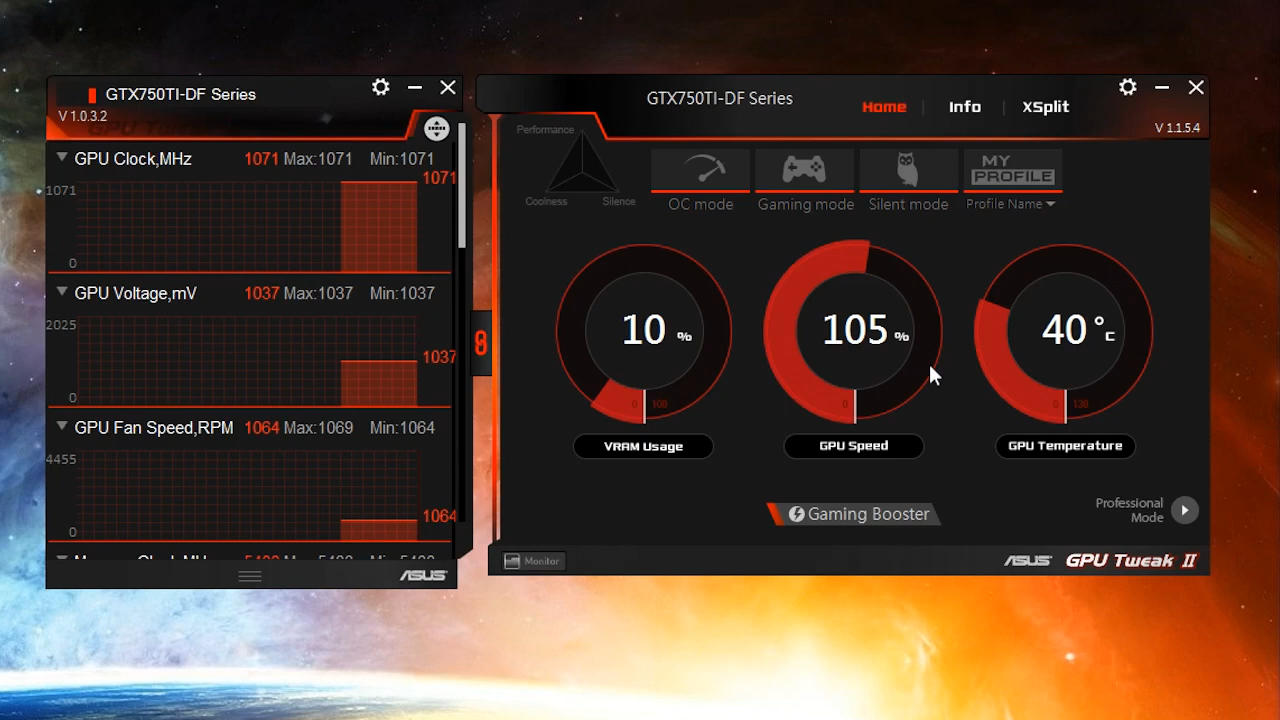 GTX750TI-DF Series
V 1.0.3.2
GPU Clock,MHz 1071 Max:1071 Min:1071
1071
1071
0
GPU Voltage,mV 1037 Max:1037 Min:1037
2025
1037
0
GPU Fan Speed,RPM 1064 Max:1069 Min:1064
4455
1064
0
ASUS
GTX750TI-DF Series
Home | Info | XSplit
V 1.1.5.4
Performance
Coolness
Silence
OC mode
Gaming mode
Silent mode
MY
PROFILE
Profile Name
10 %
0 100
VRAM Usage
105 %
0
GPU Speed
40 °C
0 130
GPU Temperature
Gaming Booster
Professional
Mode
Monitor
ASUS GPU Tweak II